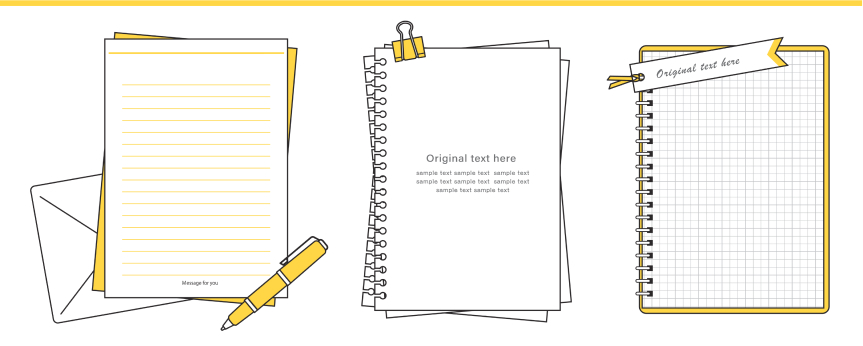 Message for you
Original text here
sample text sample text  sample text
sample text sample text  sample text
sample text sample text
Original text here